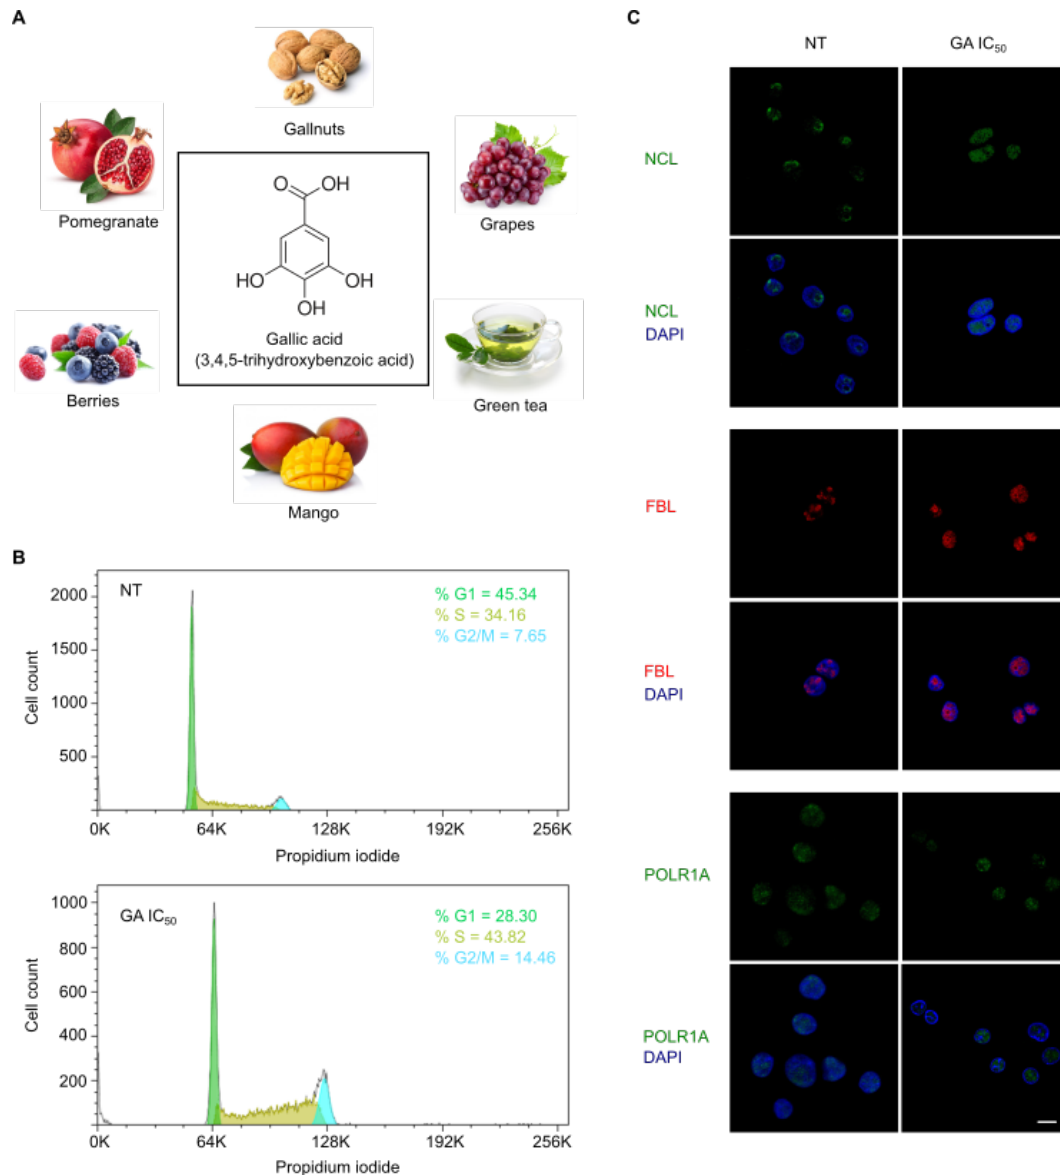 A
Gallnuts
Pomegranate
Grapes
O
OH
HO
OH
OH
Gallic acid
(3,4,5-trihydroxybenzoic acid)
Berries
Green tea
Mango
B
NT
% G1 = 45.34
% S = 34.16
% G2/M = 7.65
Cell count
2000
1500
1000
500
0K
64K
128K
192K
256K
Propidium iodide
GA IC₅₀
% G1 = 28.30
% S = 43.82
% G2/M = 14.46
Cell count
1000
800
600
400
200
0K
64K
128K
192K
256K
Propidium iodide
C
NT
GA IC₅₀
NCL
NCL
DAPI
FBL
FBL
DAPI
POLR1A
POLR1A
DAPI